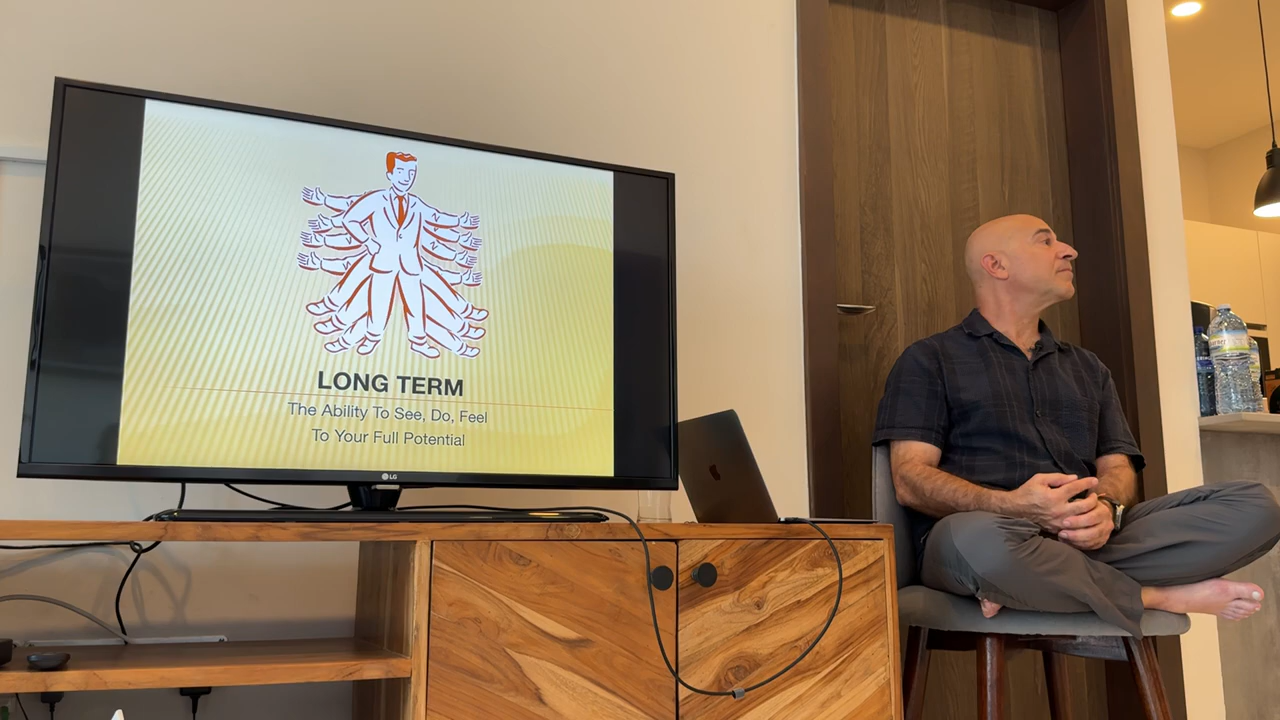 LONG TERM
The Ability To See, Do, Feel
To Your Full Potential
LG